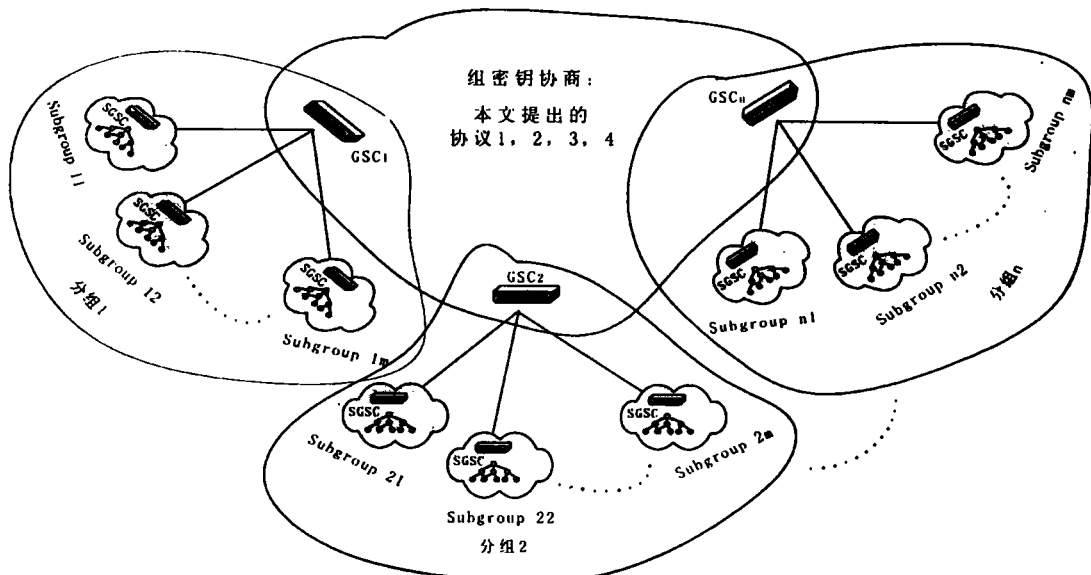 组密钥协商：
本文提出的
协议1，2，3，4
GSC1
GSCn
GSC2
SGSC
Subgroup 11
SGSC
Subgroup 12
SGSC
Subgroup 1m
分组1
SGSC
Subgroup 21
SGSC
Subgroup 22
SGSC
Subgroup 2m
分组2
SGSC
Subgroup n1
SGSC
Subgroup n2
SGSC
Subgroup nm
分组n